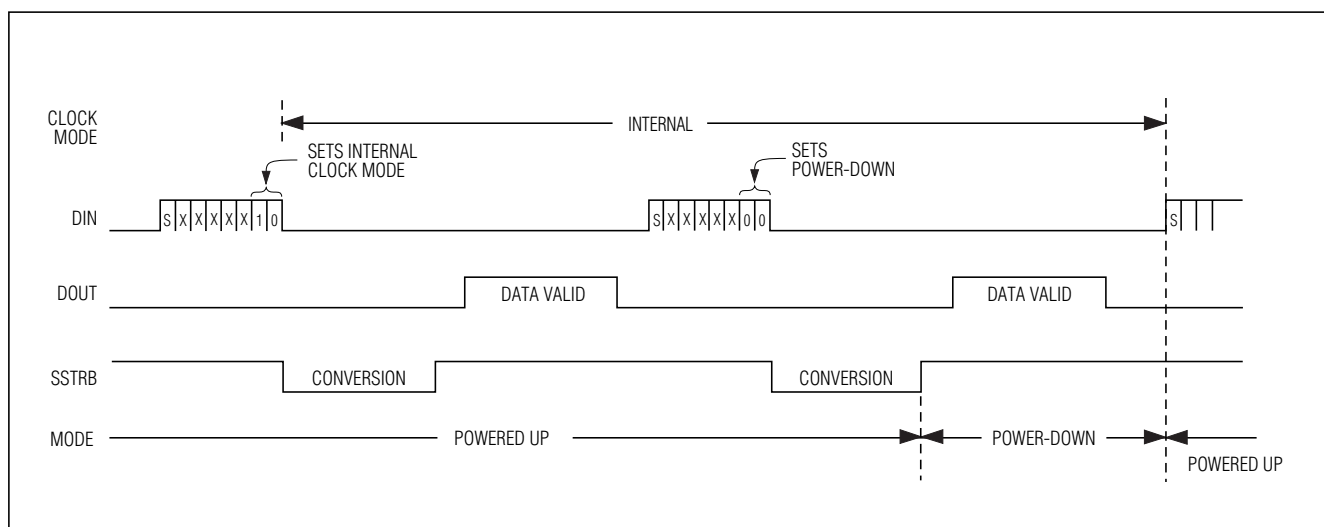 CLOCK
MODE
INTERNAL
SETS INTERNAL
CLOCK MODE
SETS
POWER-DOWN
DIN
S X X X X X 1 0
S X X X X X 0 0
S
DOUT
DATA VALID
DATA VALID
SSTRB
CONVERSION
CONVERSION
MODE
POWERED UP
POWER-DOWN
POWERED UP